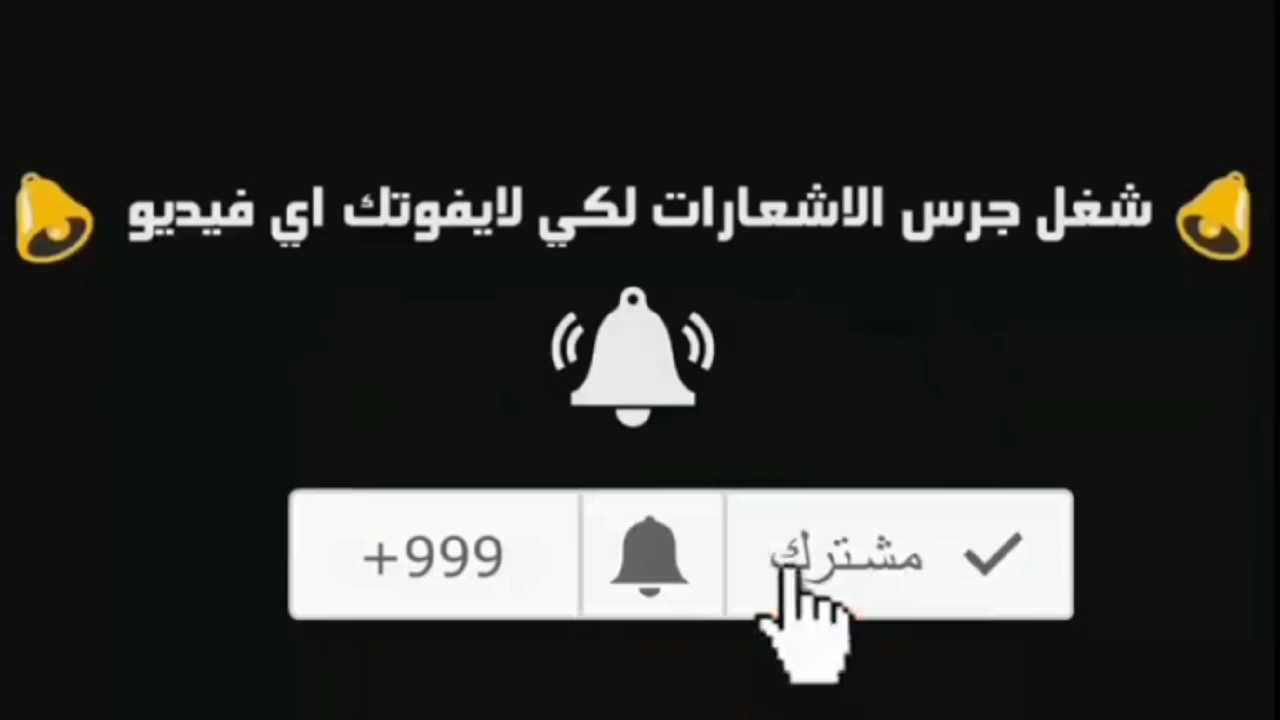 شغل جرس الاشعارات لكي لايفوتك اي فيديو
مشترك
+999